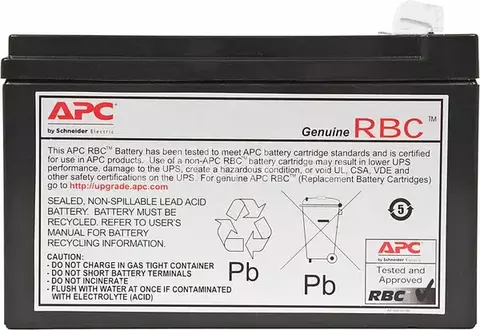 APC
by Schneider Electric
Genuine RBC™
This APC RBC™ Battery has been tested to meet APC battery cartridge standards and is certified for
use in APC products. Use of a non-APC RBC™ battery cartridge may result in lower UPS
performance, damage to the UPS, create a hazardous condition, or void UL, CSA, VDE and
other safety certifications on the UPS. For genuine APC RBC™ (Replacement Battery Cartridges)
go to http://upgrade.apc.com
SEALED, NON-SPILLABLE LEAD ACID
BATTERY. BATTERY MUST BE
RECYCLED. REFER TO USER'S
MANUAL FOR BATTERY
RECYCLING INFORMATION.
CAUTION:
- DO NOT CHARGE IN GAS TIGHT CONTAINER
- DO NOT SHORT BATTERY TERMINALS
- DO NOT INCINERATE
- FLUSH WITH WATER AT ONCE IF CONTAMINATED
WITH ELECTROLYTE (ACID)
Pb
Pb
5
APC
by Schneider Electric
Tested and
Approved
RBC